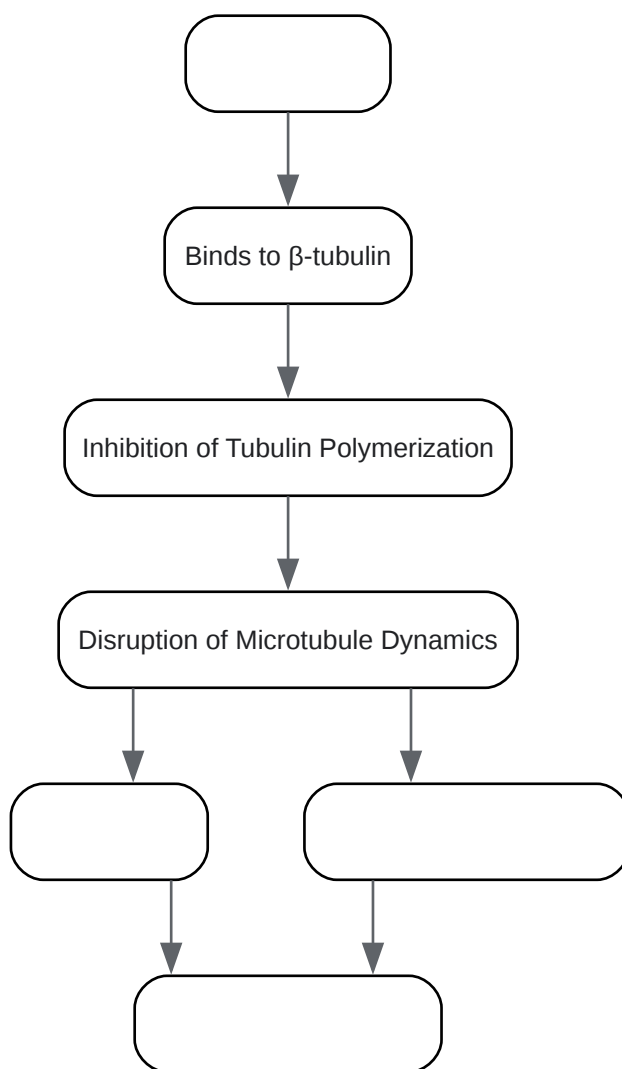 Binds to β-tubulin
Inhibition of Tubulin Polymerization
Disruption of Microtubule Dynamics